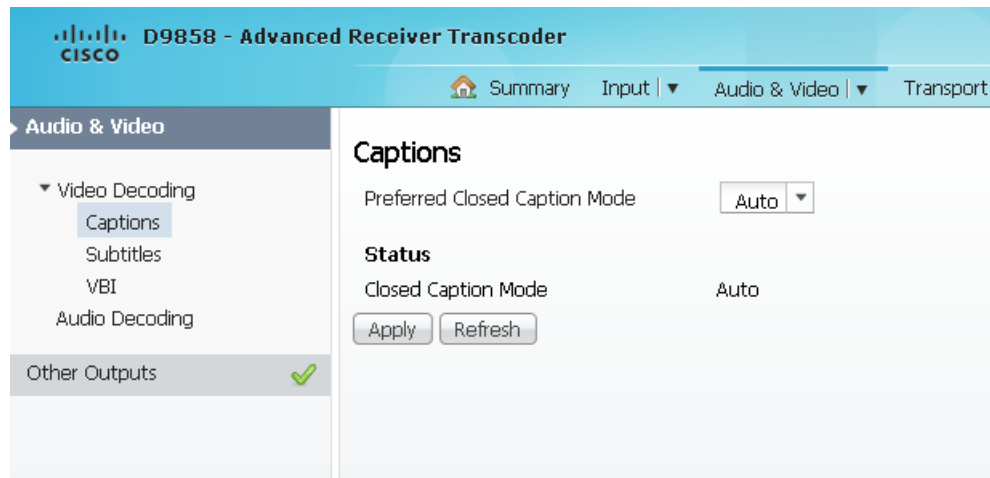 CISCO D9858 - Advanced Receiver Transcoder
Summary Input Audio & Video Transport
Audio & Video
Video Decoding
Captions
Subtitles
VBI
Audio Decoding
Other Outputs
Captions
Preferred Closed Caption Mode Auto
Status
Closed Caption Mode Auto
Apply Refresh